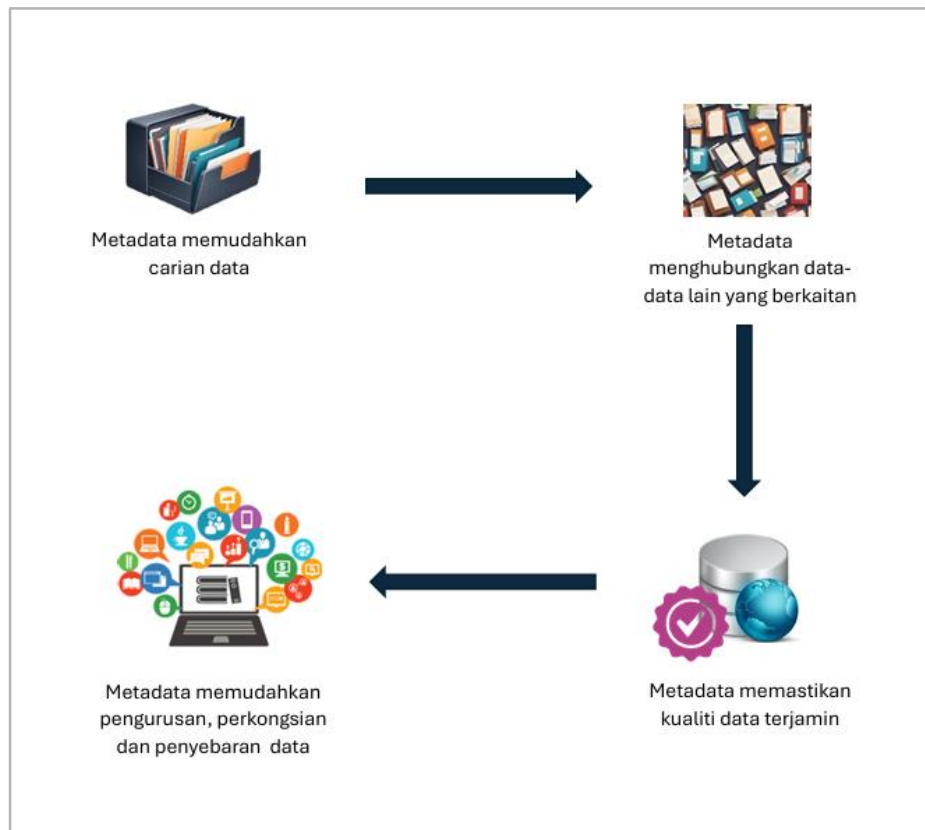 Metadata memudahkan
carian data
Metadata
menghubungkan data-
data lain yang berkaitan
Metadata memastikan
kualiti data terjamin
Metadata memudahkan
pengurusan, perkongsian
dan penyebaran  data